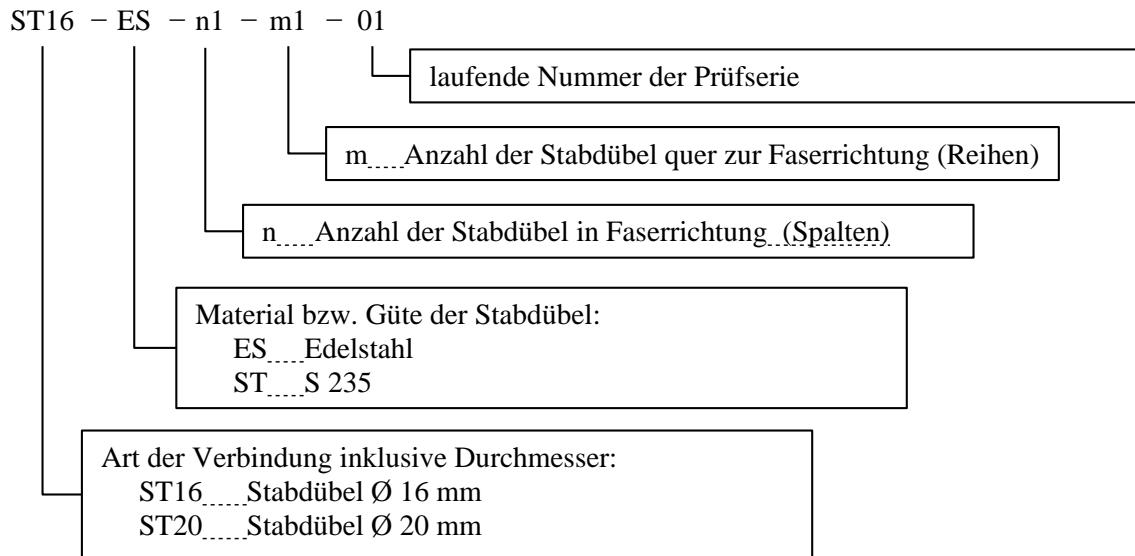 ST16 – ES – n1 – m1 – 01
laufende Nummer der Prüfserie
m.....Anzahl der Stabdübel quer zur Faserrichtung (Reihen)
n.....Anzahl der Stabdübel in Faserrichtung (Spalten)
Material bzw. Güte der Stabdübel:
ES.....Edelstahl
ST.....S 235
Art der Verbindung inklusive Durchmesser:
ST16.....Stabdübel Ø 16 mm
ST20.....Stabdübel Ø 20 mm